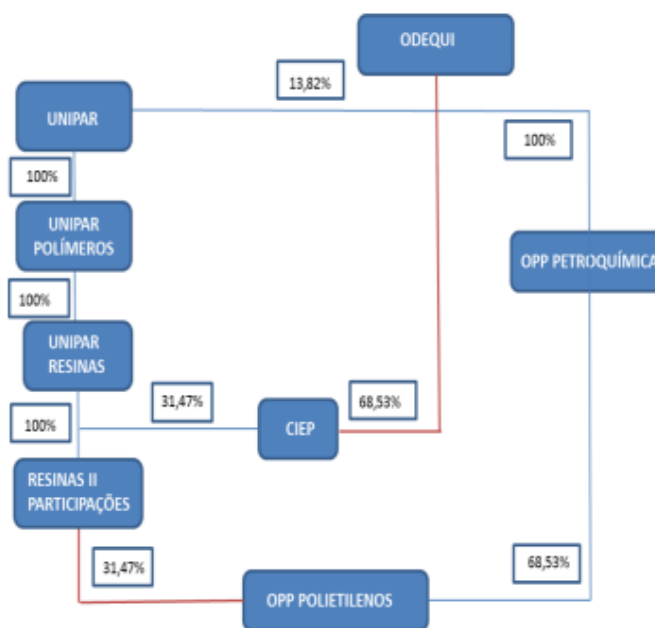 ODEQUI
13,82%
UNIPAR
100%
100%
UNIPAR
POLÍMEROS
OPP PETROQUÍMICA
100%
UNIPAR
RESINAS
31,47%
68,53%
100%
CIEP
RESINAS II
PARTICIPAÇÕES
31,47%
68,53%
OPP POLIETILENOS